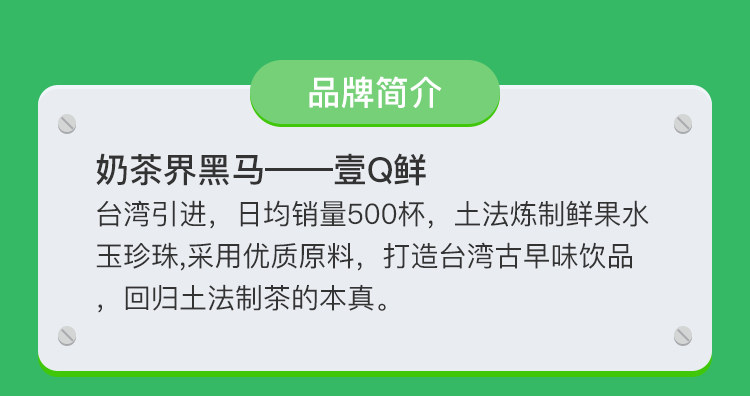 品牌简介
奶茶界黑马——壹Q鲜
台湾引进，日均销量500杯，土法炼制鲜果水
玉珍珠,采用优质原料，打造台湾古早味饮品
，回归土法制茶的本真。